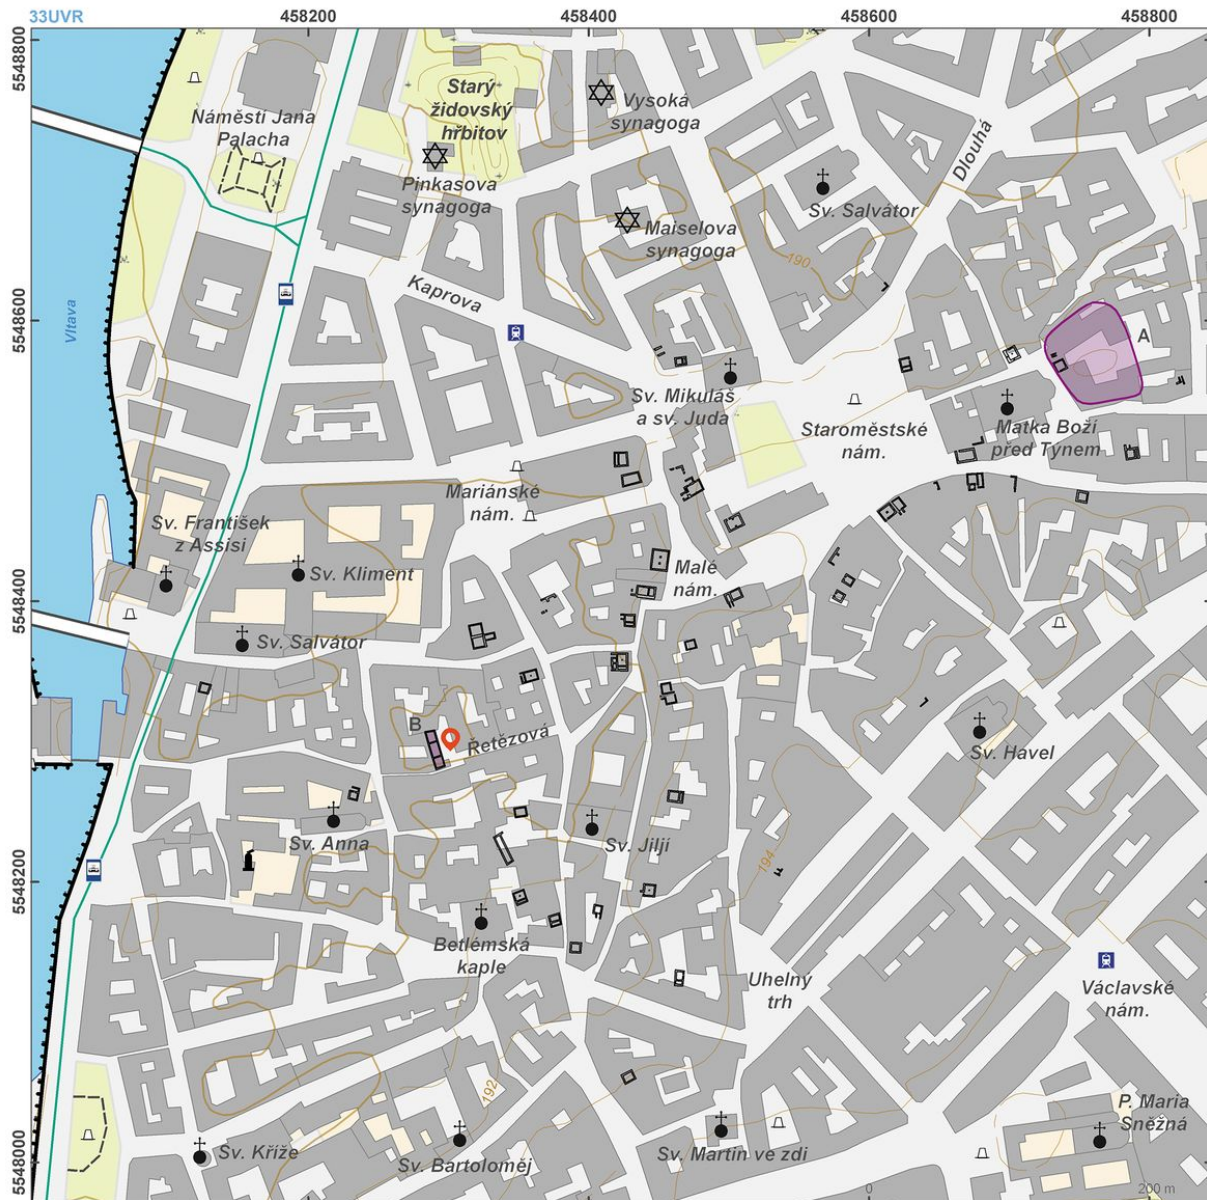 33UVR
458200
458400
458600
458800
5548800
5548600
5548400
5548200
5548000
Náměstí Jana
Palacha
Starý
židovský
hřbitov
Vysoká
synagoga
Pinkasova
synagoga
Sv. Salvátor
Dlouhá
Maiselova
synagoga
190
Kaprova
Vltava
A
Sv. Mikuláš
a sv. Juda
Staroměstské
nám.
Matka Boží
před Tynem
Mariánské
nám.
Sv. František
z Assisi
Sv. Kliment
Malé
nám.
Sv. Salvátor
B
Řetězová
Sv. Havel
Sv. Anna
Sv. Jiljí
194
Betlémská
kaple
Uhelný
trh
Václavské
nám.
192
P. Maria
Sněžná
Sv. Kříže
Sv. Bartoloměj
Sv. Martin ve zdi
0
200 m